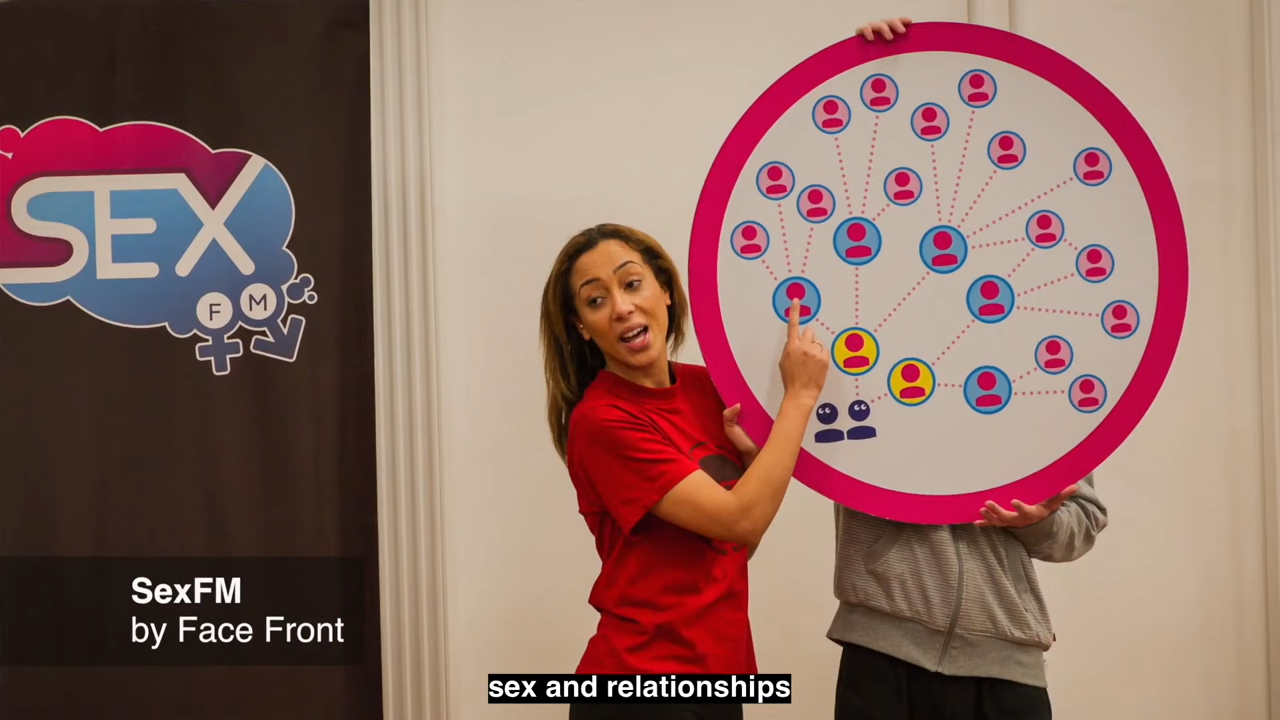 SEX
F M
SexFM
by Face Front
sex and relationships